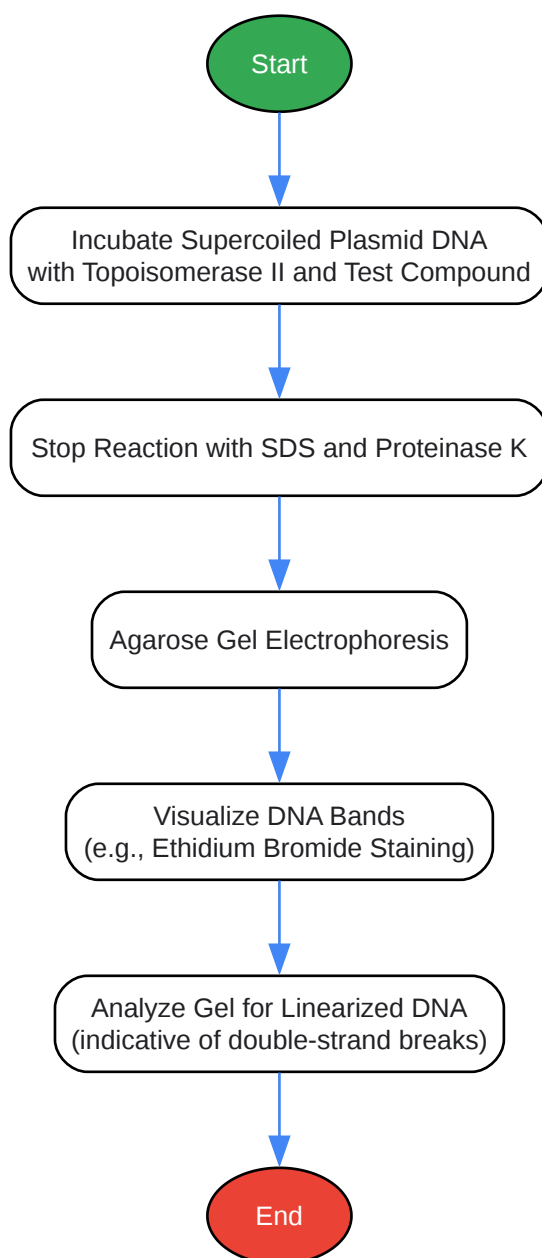 Start
Incubate Supercoiled Plasmid DNA
with Topoisomerase II and Test Compound
Stop Reaction with SDS and Proteinase K
Agarose Gel Electrophoresis
Visualize DNA Bands
(e.g., Ethidium Bromide Staining)
Analyze Gel for Linearized DNA
(indicative of double-strand breaks)
End